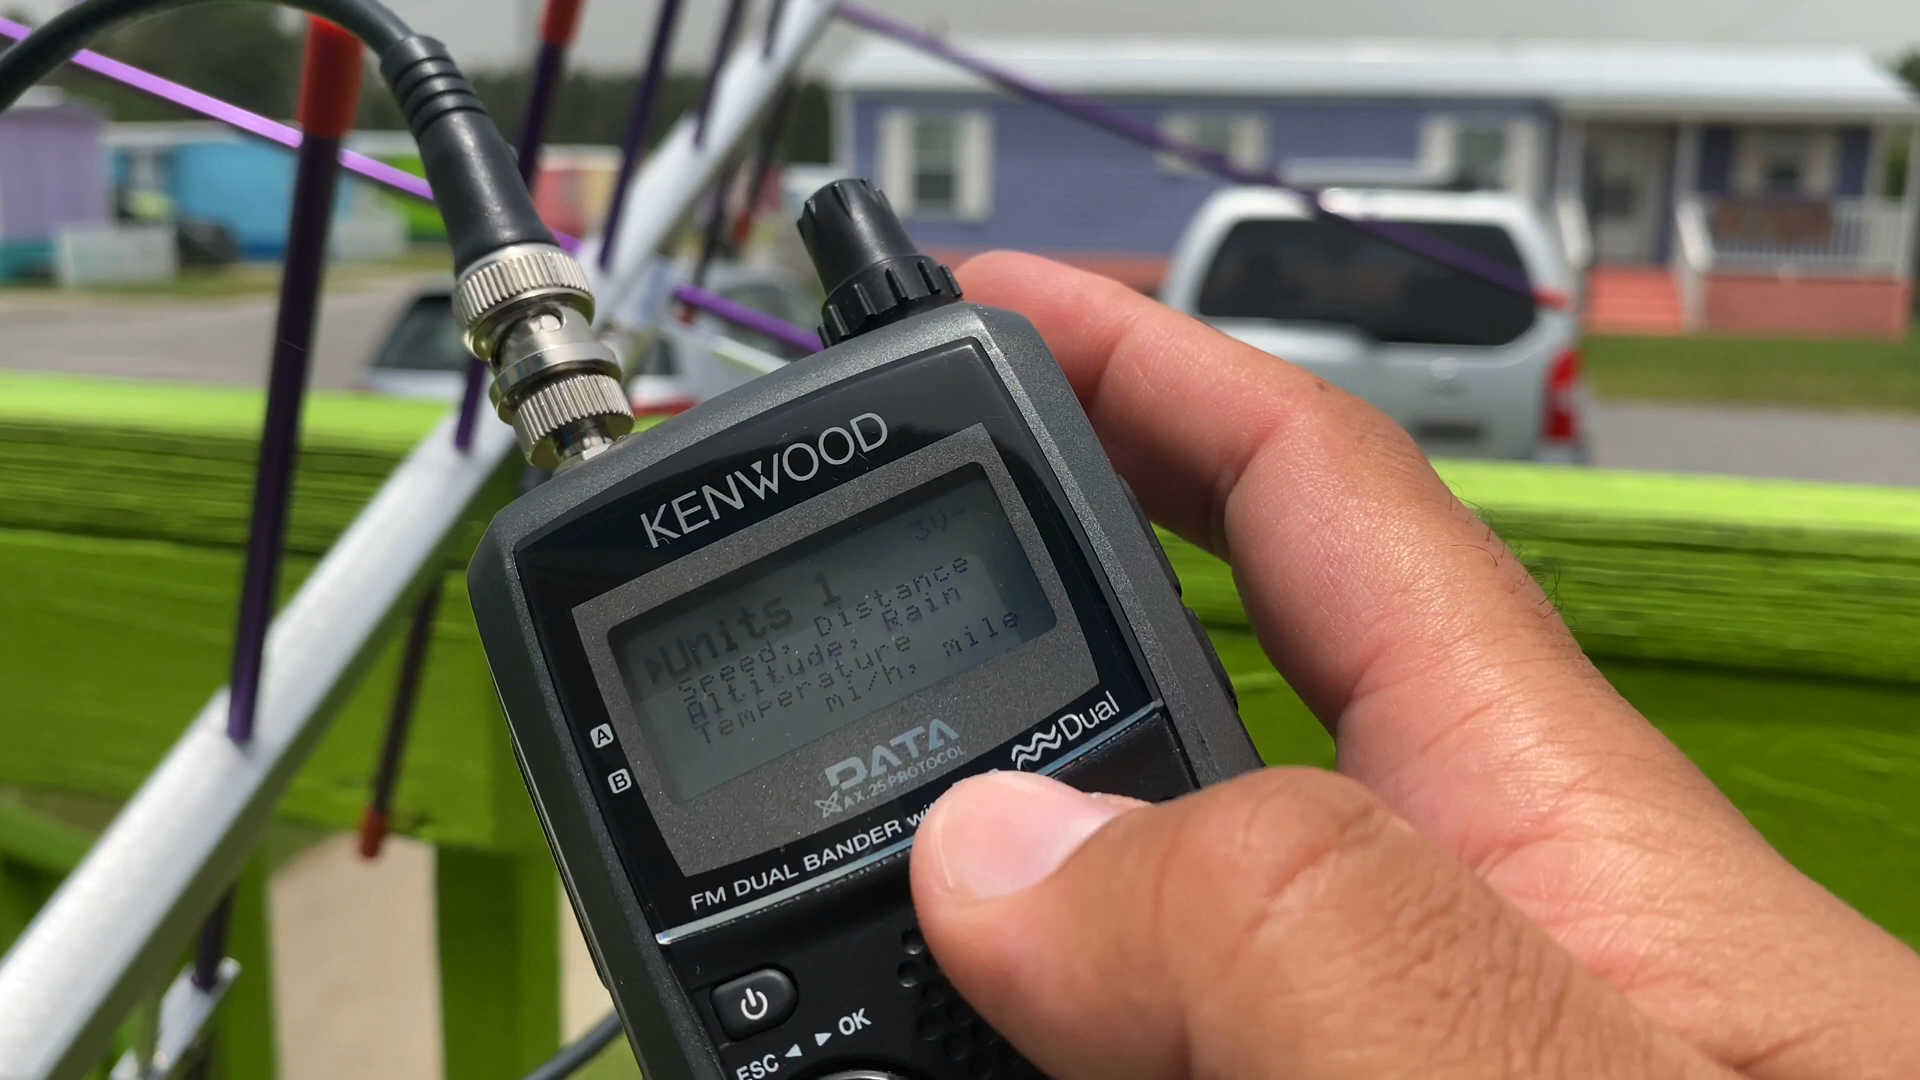 KENWOOD
3V-
▶Units 1
Speed, Distance
Altitude, Rain
Temperature
mi/h, mile
A
B
DATA
AX.25 PROTOCOL
Dual
FM DUAL BANDER
ESC ◀ ▶ OK